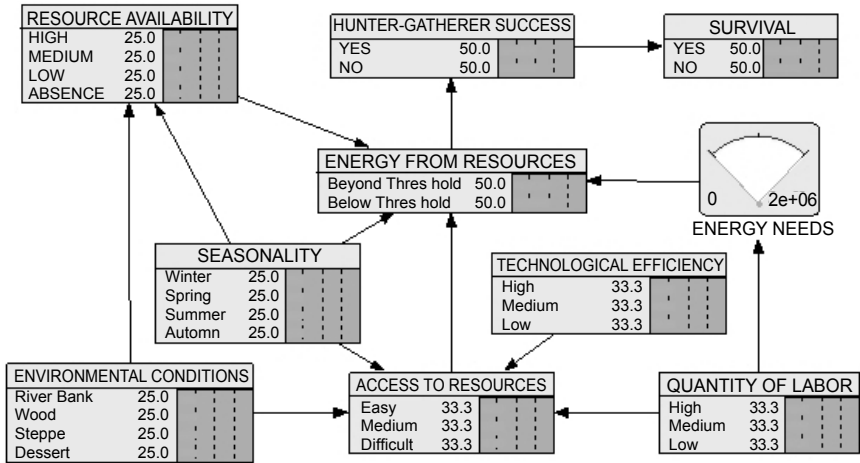 RESOURCE AVAILABILITY
HIGH 25.0
MEDIUM 25.0
LOW 25.0
ABSENCE 25.0
HUNTER-GATHERER SUCCESS
YES 50.0
NO 50.0
SURVIVAL
YES 50.0
NO 50.0
ENERGY FROM RESOURCES
Beyond Thres hold 50.0
Below Thres hold 50.0
0 2e+06
ENERGY NEEDS
SEASONALITY
Winter 25.0
Spring 25.0
Summer 25.0
Automn 25.0
TECHNOLOGICAL EFFICIENCY
High 33.3
Medium 33.3
Low 33.3
ENVIRONMENTAL CONDITIONS
River Bank 25.0
Wood 25.0
Steppe 25.0
Dessert 25.0
ACCESS TO RESOURCES
Easy 33.3
Medium 33.3
Difficult 33.3
QUANTITY OF LABOR
High 33.3
Medium 33.3
Low 33.3